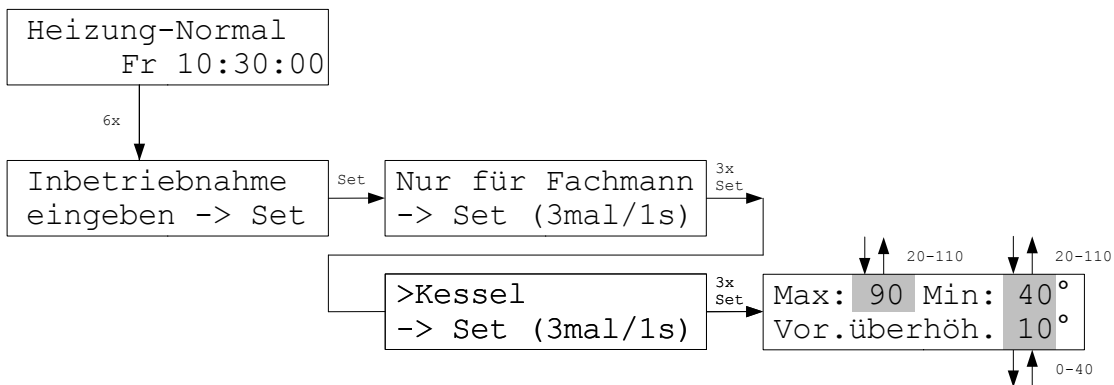 Heizung-Normal
Fr 10:30:00
6x
Inbetriebnahme
eingeben -> Set
Set
Nur für Fachmann
-> Set (3mal/1s)
3x
Set
>Kessel
-> Set (3mal/1s)
3x
Set
20-110
20-110
Max: 90 Min: 40°
Vor.überhöh. 10°
0-40